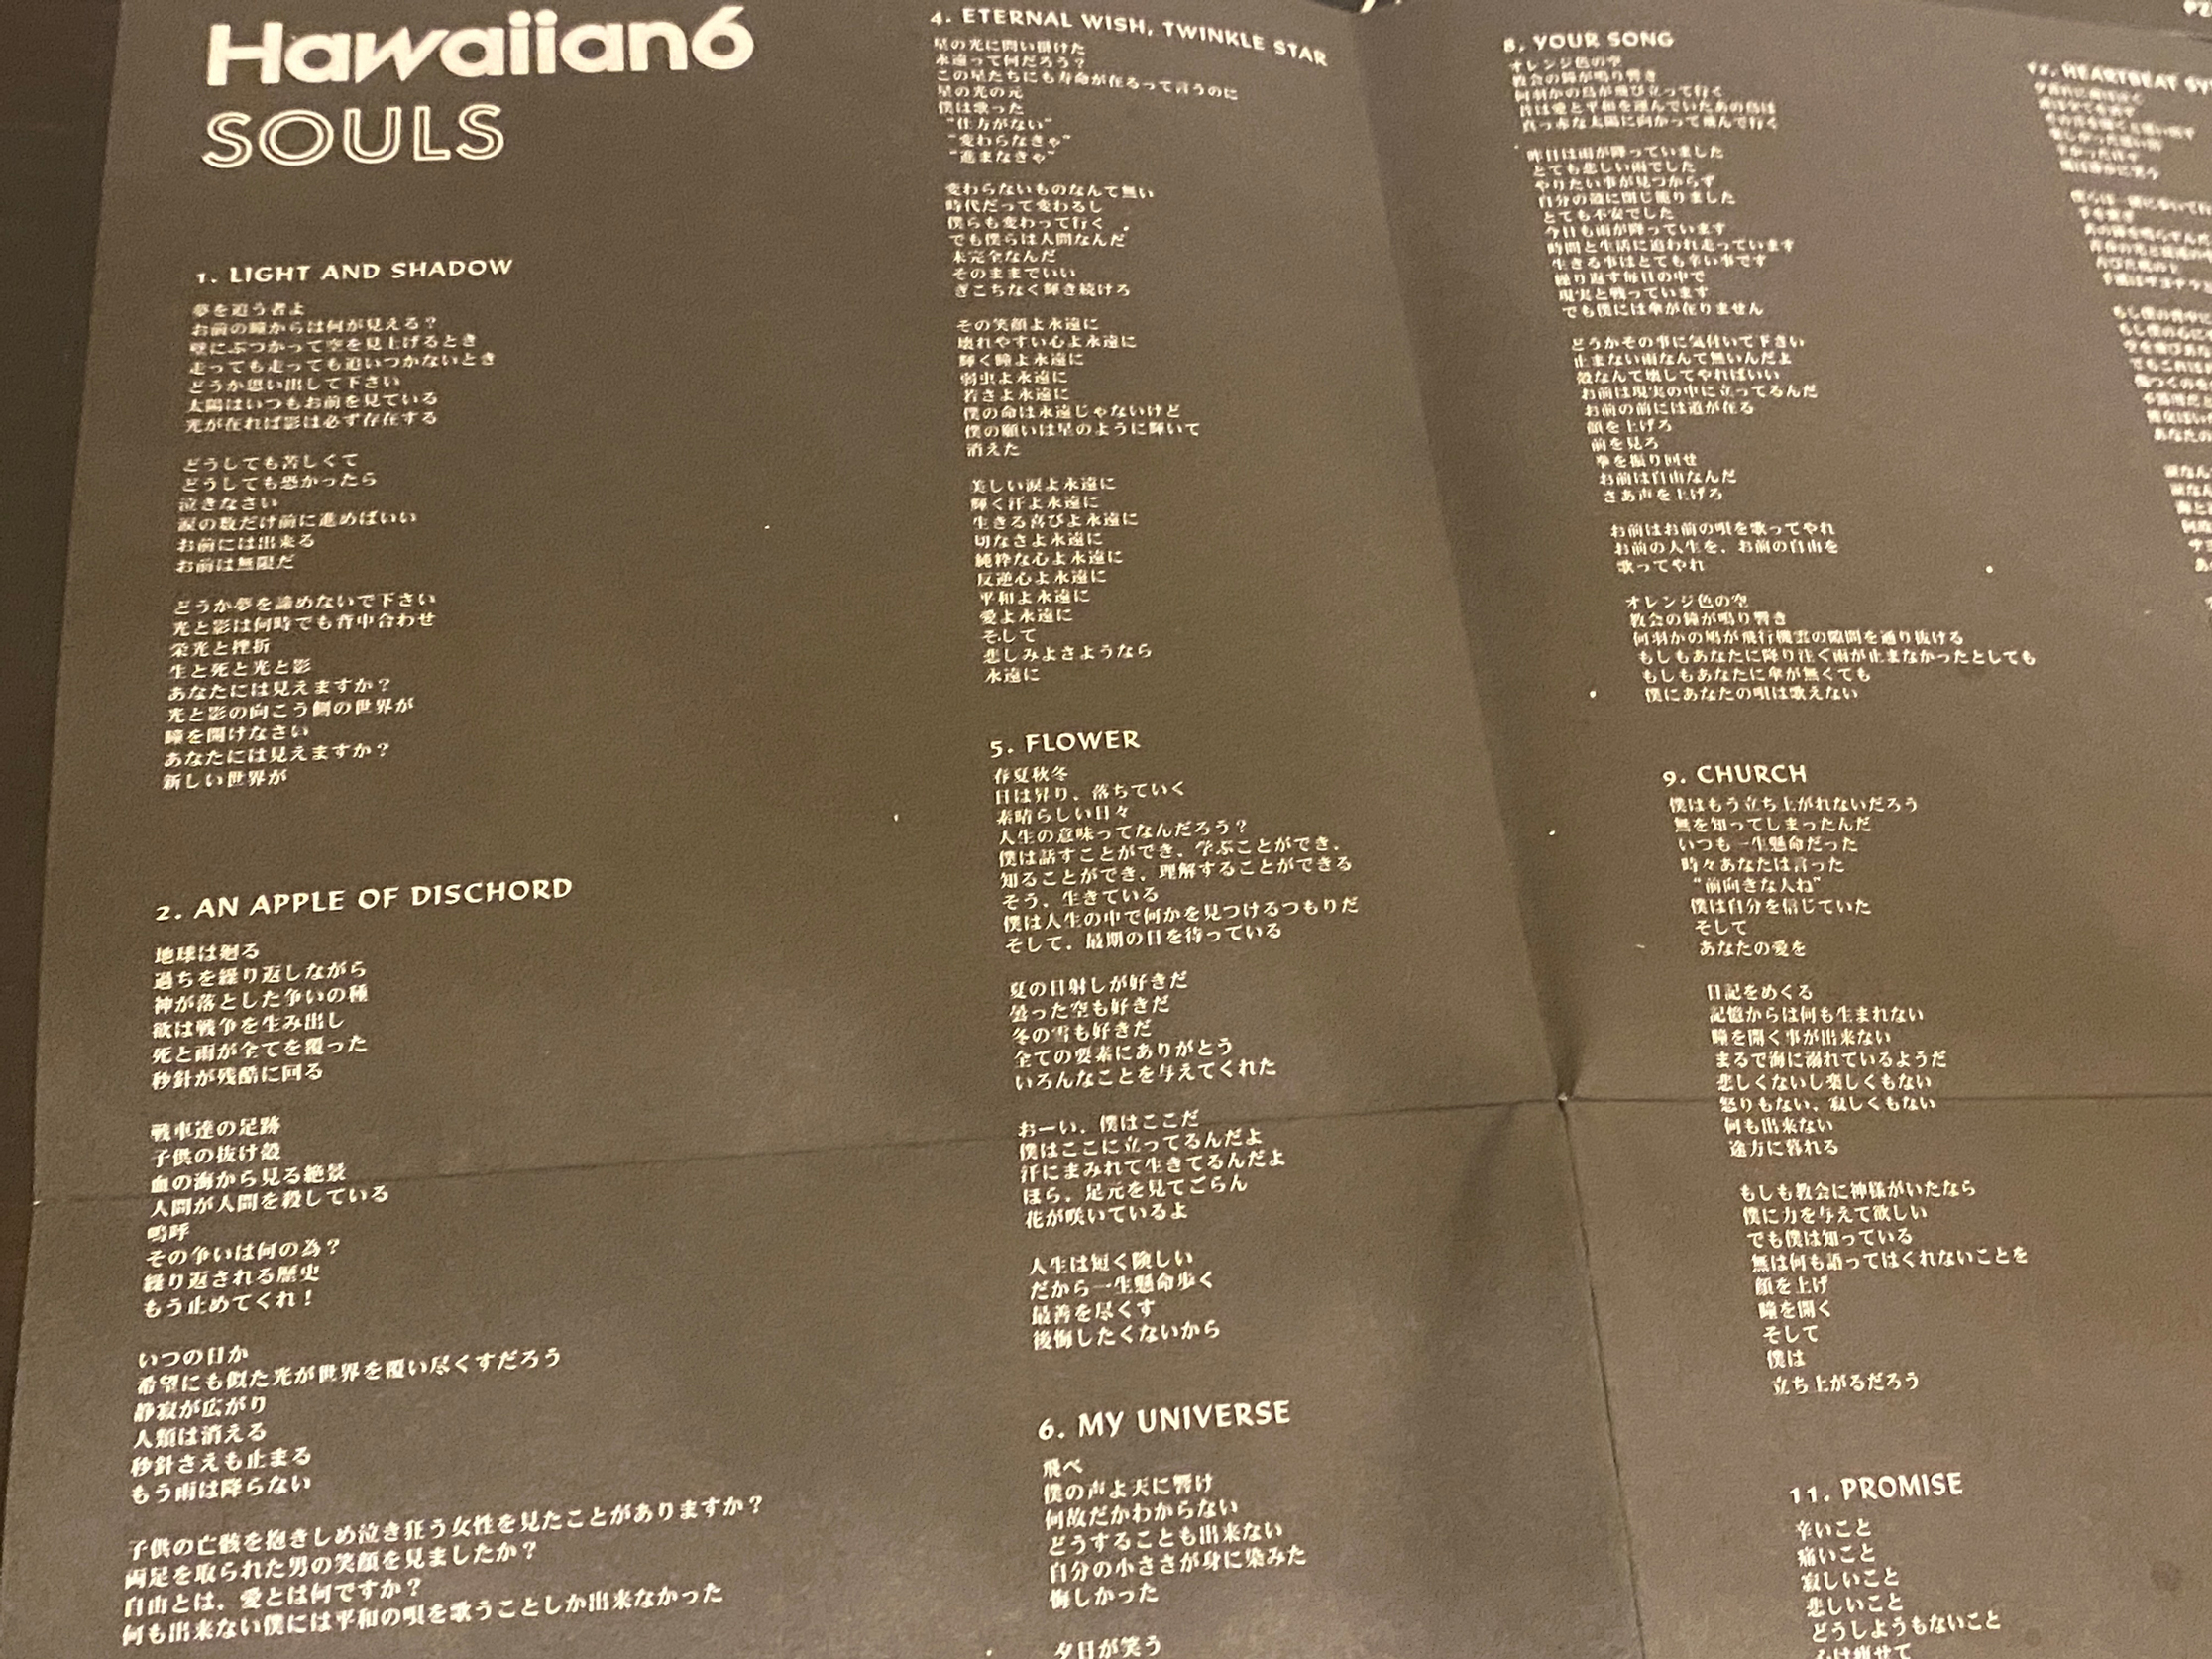 Hawaiian6
SOULS
1. LIGHT AND SHADOW
夢を追う者よ
お前の瞳からは何が見える？
壁にぶつかって空を見上げるとき
走っても走っても追いつかないとき
どうか思い出して下さい
太陽はいつもお前を見ている
光が在れば影は必ず存在する
どうしても苦しくて
どうしても恐かったら
泣きなさい
涙の数だけ前に進めばいい
お前には出来る
お前は無限だ
どうか夢を諦めないで下さい
光と影は何時でも背中合わせ
栄光と挫折
生と死と光と影
あなたには見えますか？
光と影の向こう側の世界が
瞳を開けなさい
あなたには見えますか？
新しい世界が
2. AN APPLE OF DISCHORD
地球は廻る
過ちを繰り返しながら
神が落とした争いの種
欲は戦争を生み出し
死と雨が全てを覆った
秒針が残酷に回る
戦車達の足跡
子供の抜け殻
血の海から見る絶景
人間が人間を殺している
嗚呼
その争いは何の為？
繰り返される歴史
もう止めてくれ！
いつの日か
希望にも似た光が世界を覆い尽くすだろう
静寂が広がり
人類は消える
秒針さえも止まる
もう雨は降らない
子供の亡骸を抱きしめ泣き狂う女性を見たことがありますか？
両足を取られた男の笑顔を見ましたか？
自由とは、愛とは何ですか？
何も出来ない僕には平和の唄を歌うことしか出来なかった
4. ETERNAL WISH, TWINKLE STAR
星の光に問い掛けた
永遠って何だろう？
この星たちにも寿命が在るって言うのに
星の光の元
僕は歌った
“仕方がない”
“変わらなきゃ”
“進まなきゃ”
変わらないものなんて無い
時代だって変わるし
僕らも変わって行く
でも僕らは人間なんだ
未完全なんだ
そのままでいい
ぎこちなく輝き続けろ
その笑顔よ永遠に
壊れやすい心よ永遠に
輝く瞳よ永遠に
弱虫よ永遠に
若さよ永遠に
僕の命は永遠じゃないけど
僕の願いは星のように輝いて
消えた
美しい涙よ永遠に
輝く汗よ永遠に
生きる喜びよ永遠に
切なさよ永遠に
純粋な心よ永遠に
反逆心よ永遠に
平和よ永遠に
愛よ永遠に
そして
悲しみよさようなら
永遠に
5. FLOWER
春夏秋冬
日は昇り、落ちていく
素晴らしい日々
人生の意味ってなんだろう？
僕は話すことができ、学ぶことができ、
知ることができ、理解することができる
そう、生きている
僕は人生の中で何かを見つけるつもりだ
そして、最期の日を待っている
夏の日射しが好きだ
曇った空も好きだ
冬の雪も好きだ
全ての要素にありがとう
いろんなことを与えてくれた
おーい、僕はここだ
僕はここに立ってるんだよ
汗にまみれて生きてるんだよ
ほら、足元を見てごらん
花が咲いているよ
人生は短く険しい
だから一生懸命歩く
最善を尽くす
後悔したくないから
6. MY UNIVERSE
飛べ
僕の声よ天に響け
何故だかわからない
どうすることも出来ない
自分の小ささが身に染みた
悔しかった
夕日が笑う
8. YOUR SONG
オレンジ色の空
教会の鐘が鳴り響き
何羽かの鳥が飛び立って行く
昔は愛と平和を運んでいたあの鳥は
真っ赤な太陽に向かって飛んで行く
昨日は雨が降っていました
とても悲しい雨でした
やりたい事が見つからず
自分の殻に閉じ籠りました
とても不安でした
今日も雨が降っています
時間と生活に追われ走っています
生きる事はとても辛い事です
繰り返す毎日の中で
現実と戦っています
でも僕には傘が在りません
どうかその事に気付いて下さい
止まない雨なんて無いんだよ
殻なんて壊してやればいい
お前は現実の中に立ってるんだ
お前の前には道が在る
顔を上げろ
前を見ろ
拳を振り回せ
お前は自由なんだ
さあ声を上げろ
お前はお前の唄を歌ってやれ
お前の人生を、お前の自由を
歌ってやれ
オレンジ色の空
教会の鐘が鳴り響き
何羽かの鳩が飛行機雲の隙間を通り抜ける
もしもあなたに降り注ぐ雨が止まなかったとしても
もしもあなたに傘が無くても
僕にあなたの唄は歌えない
9. CHURCH
僕はもう立ち上がれないだろう
無を知ってしまったんだ
いつも一生懸命だった
時々あなたは言った
“前向きな人ね”
僕は自分を信じていた
そして
あなたの愛を
日記をめくる
記憶からは何も生まれない
瞳を開く事が出来ない
まるで海に溺れているようだ
悲しくないし楽しくもない
怒りもない、寂しくもない
何も出来ない
途方に暮れる
もしも教会に神様がいたなら
僕に力を与えて欲しい
でも僕は知っている
無は何も語ってはくれないことを
顔を上げ
瞳を開く
そして
僕は
立ち上がるだろう
11. PROMISE
辛いこと
痛いこと
寂しいこと
悲しいこと
どうしようもないこと
HEARTBEAT